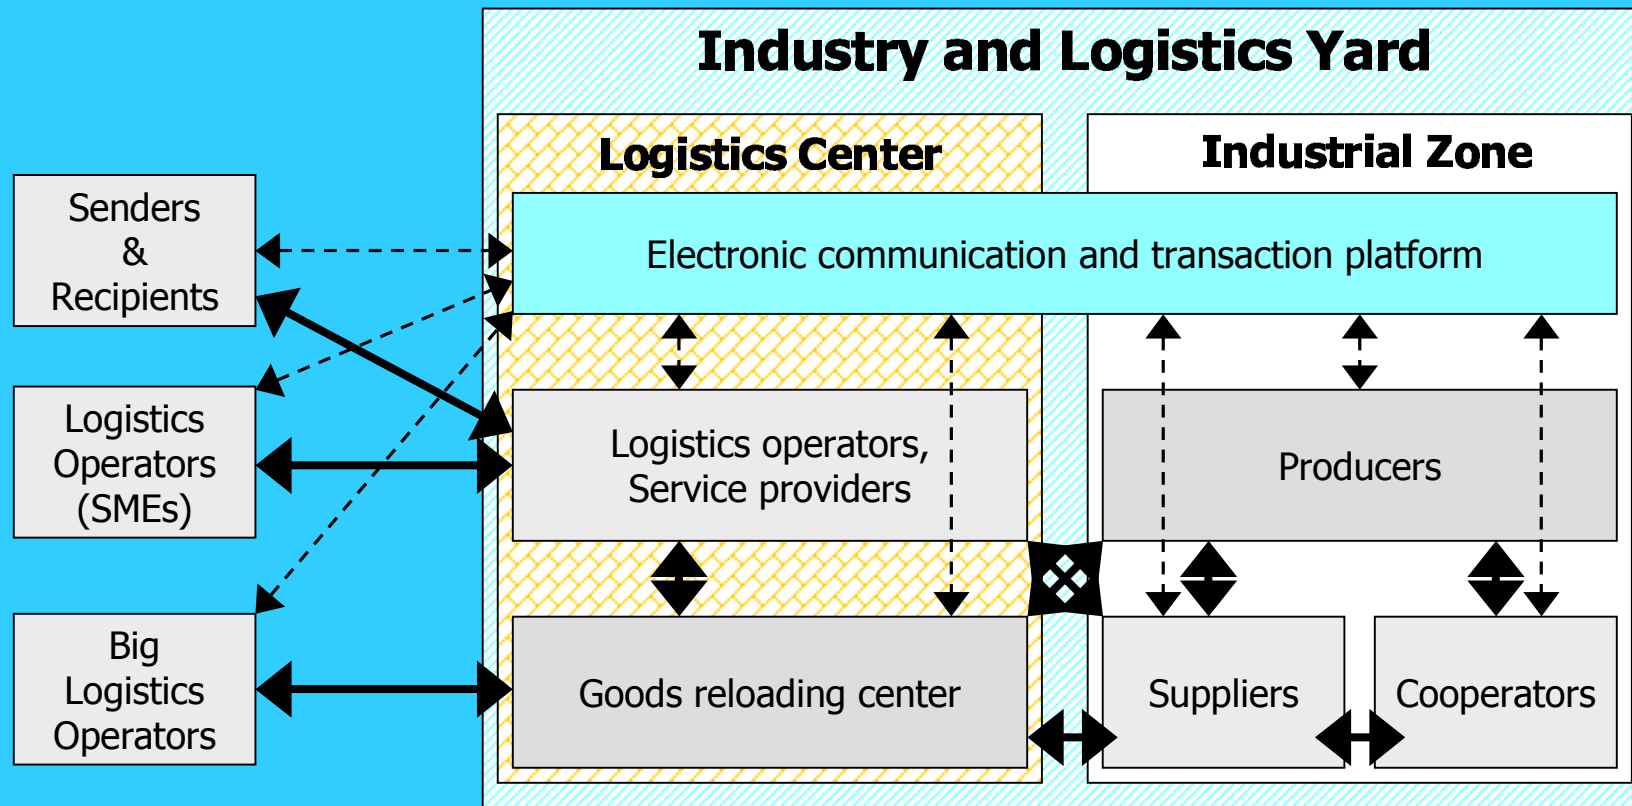 Industry and Logistics Yard
Logistics Center
Industrial Zone
Senders
&
Recipients
Electronic communication and transaction platform
Logistics
Operators
(SMEs)
Logistics operators,
Service providers
Producers
Big
Logistics
Operators
Goods reloading center
Suppliers
Cooperators